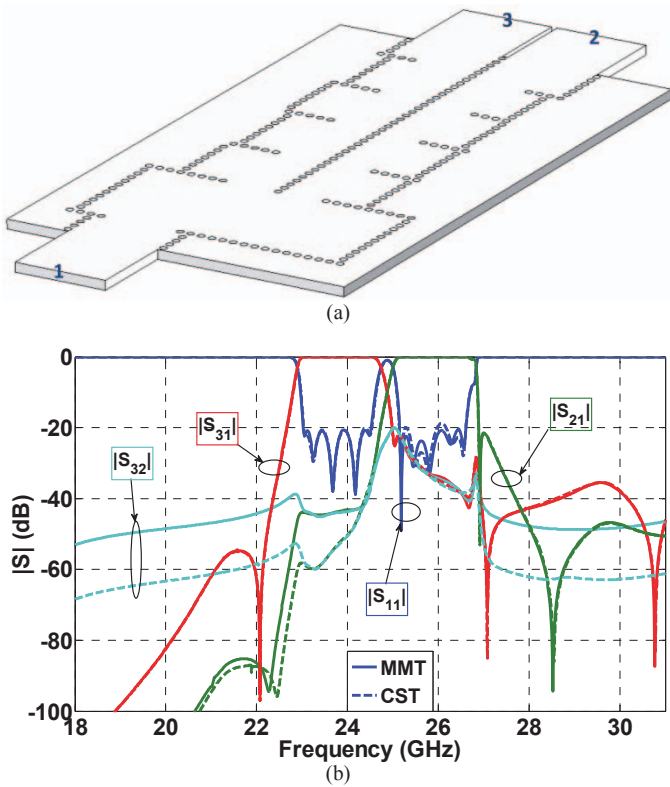 3
2
1
(a)
0
-20
-40
-60
-80
-100
|S| (dB)
|S31|
|S32|
|S21|
|S11|
MMT
CST
18 20 22 24 26 28 30
Frequency (GHz)
(b)